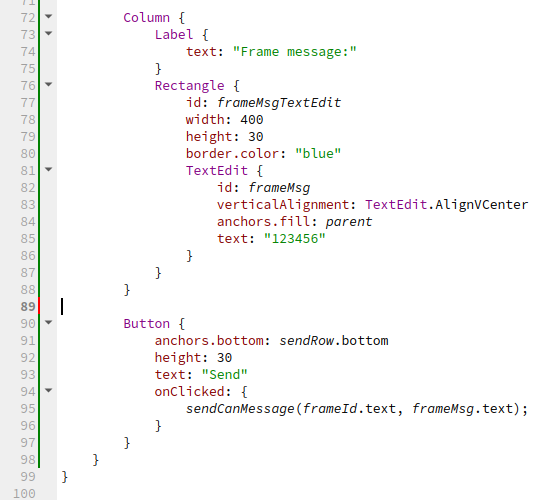 71
72 Column {
73 Label {
74 text: "Frame message:"
75 }
76 Rectangle {
77 id: frameMsgTextEdit
78 width: 400
79 height: 30
80 border.color: "blue"
81 TextEdit {
82 id: frameMsg
83 verticalAlignment: TextEdit.AlignVCenter
84 anchors.fill: parent
85 text: "123456"
86 }
87 }
88 }
89
90 Button {
91 anchors.bottom: sendRow.bottom
92 height: 30
93 text: "Send"
94 onClicked: {
95 sendCanMessage(frameId.text, frameMsg.text);
96 }
97 }
98 }
99 }
100